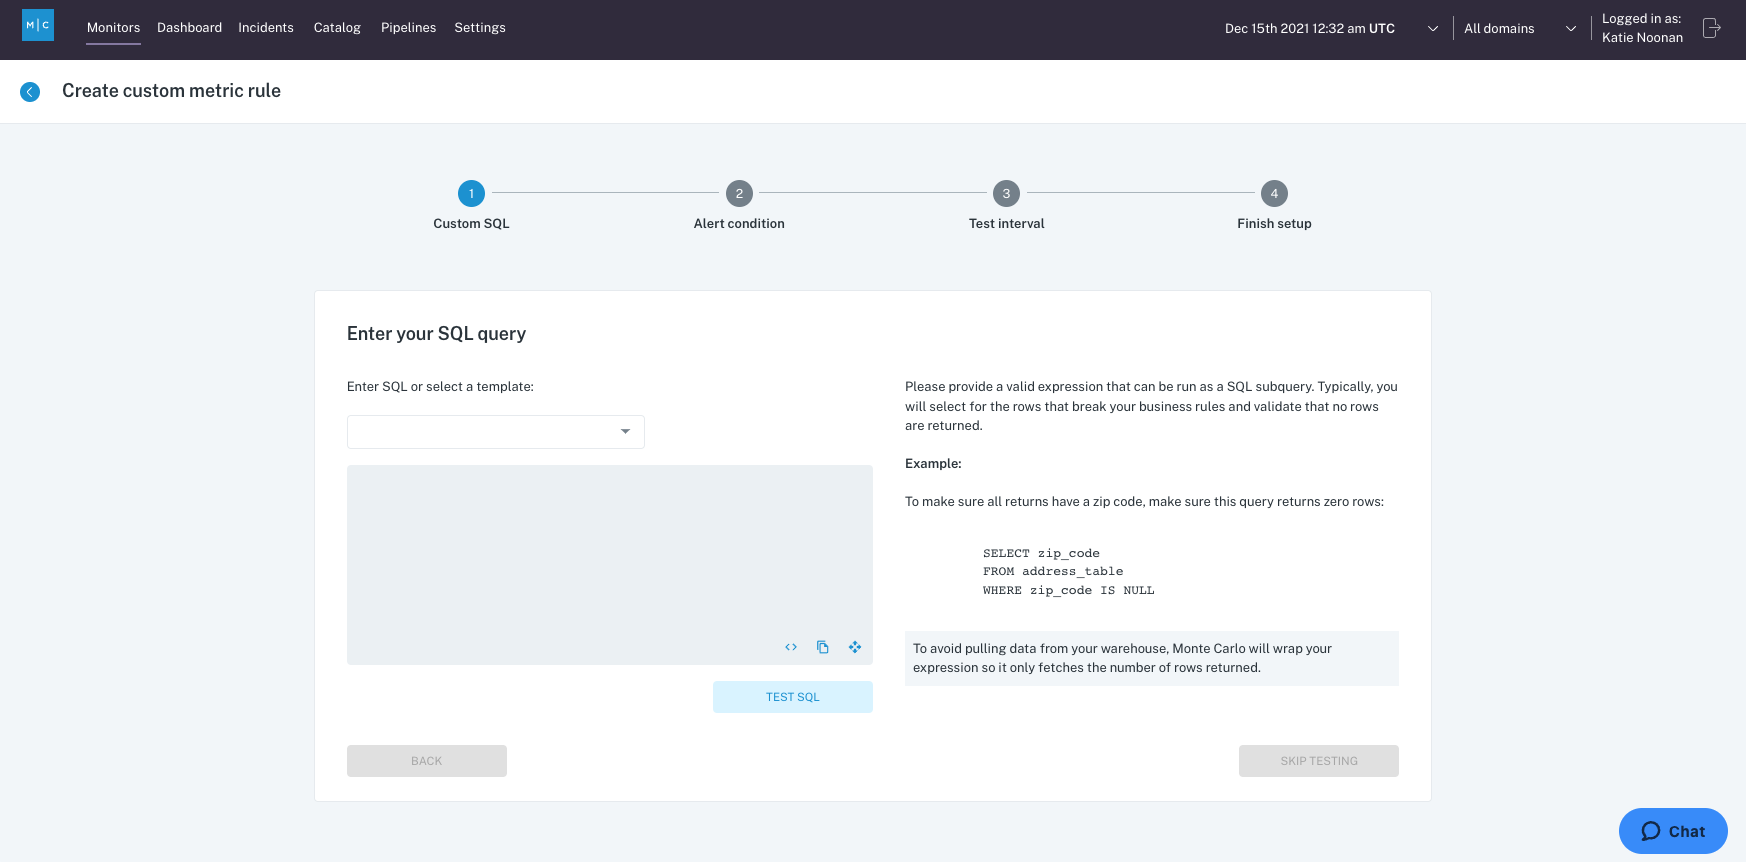 M|C
Monitors Dashboard Incidents Catalog Pipelines Settings
Dec 15th 2021 12:32 am UTC
All domains
Logged in as:
Katie Noonan
Create custom metric rule
1 2 3 4
Custom SQL Alert condition Test interval Finish setup
Enter your SQL query
Enter SQL or select a template:
TEST SQL
Please provide a valid expression that can be run as a SQL subquery. Typically, you
will select for the rows that break your business rules and validate that no rows
are returned.
Example:
To make sure all returns have a zip code, make sure this query returns zero rows:
SELECT zip_code
FROM address_table
WHERE zip_code IS NULL
To avoid pulling data from your warehouse, Monte Carlo will wrap your
expression so it only fetches the number of rows returned.
BACK
SKIP TESTING
Chat